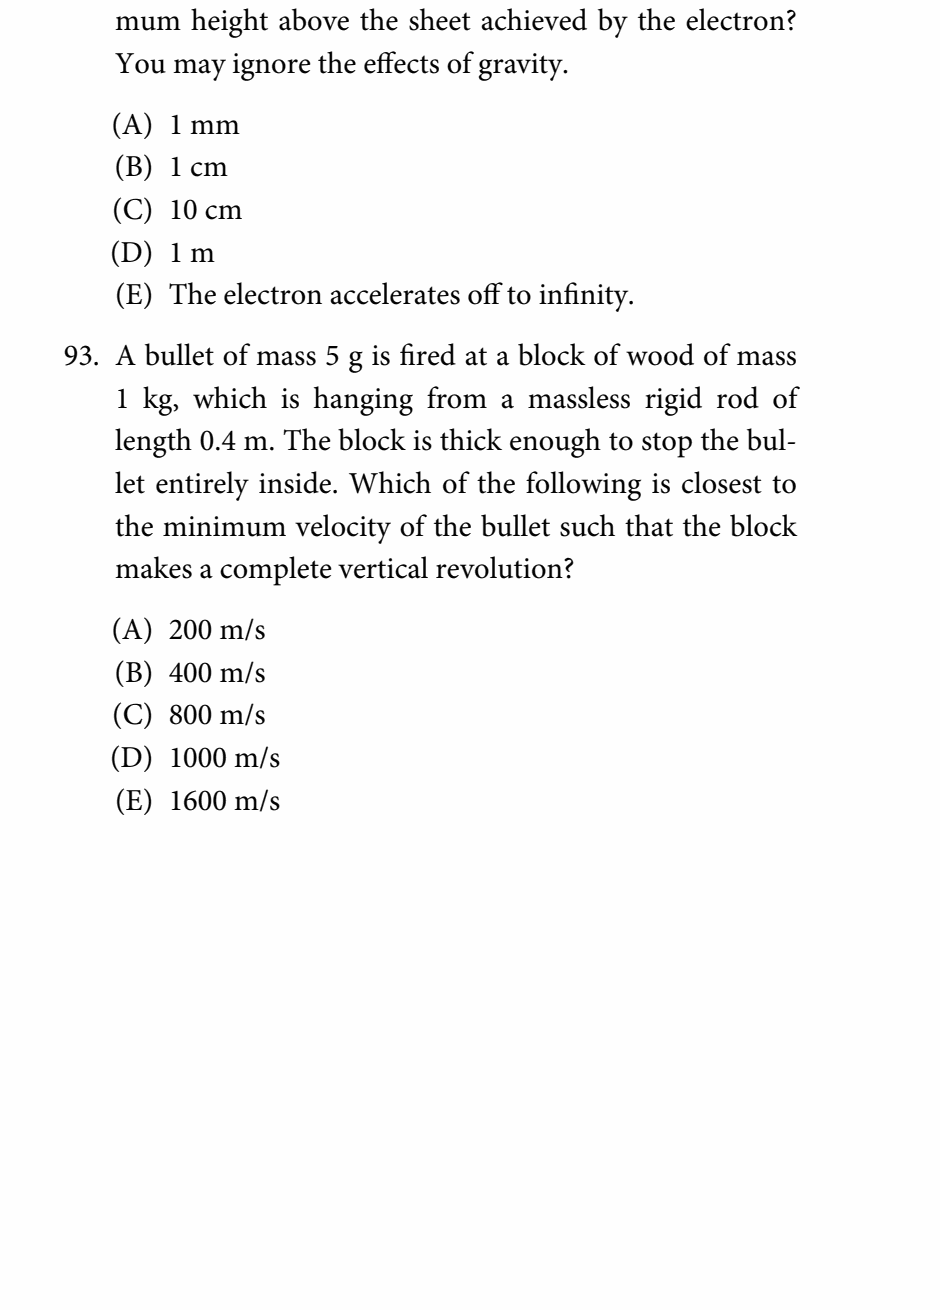 mum height above the sheet achieved by the electron?
You may ignore the effects of gravity.
(A) 1 mm
(B) 1 cm
(C) 10 cm
(D) 1 m
(E) The electron accelerates off to infinity.
93. A bullet of mass 5 g is fired at a block of wood of mass
1 kg, which is hanging from a massless rigid rod of
length 0.4 m. The block is thick enough to stop the bul-
let entirely inside. Which of the following is closest to
the minimum velocity of the bullet such that the block
makes a complete vertical revolution?
(A) 200 m/s
(B) 400 m/s
(C) 800 m/s
(D) 1000 m/s
(E) 1600 m/s